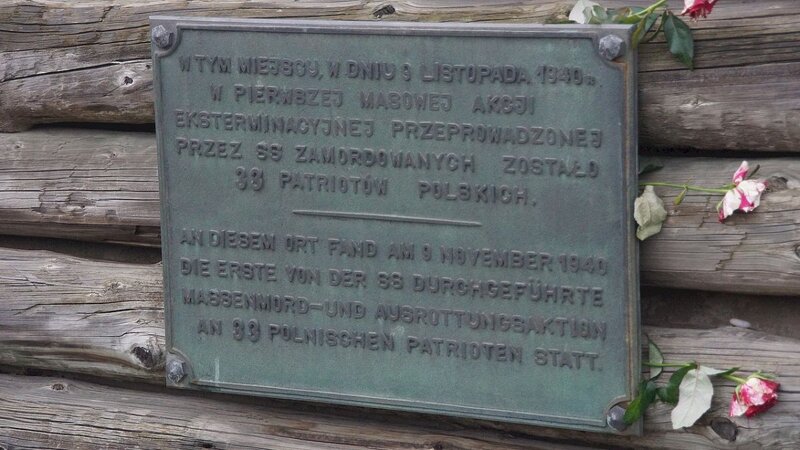 W TYM MIEJSCU, W DNIU 9 LISTOPADA 1940 R.
W PIERWSZEJ MASOWEJ AKCJI
EKSTERMINACYJNEJ PRZEPROWADZONEJ
PRZEZ SS ZAMORDOWANYCH ZOSTAŁO
33 PATRIOTÓW POLSKICH.
AN DIESEM ORT FAND AM 9 NOVEMBER 1940
DIE ERSTE VON DER SS DURCHGEFÜHRTE
MASSENMORD-UND AUSROTTUNGSAKTION
AN 33 POLNISCHEN PATRIOTEN STATT.